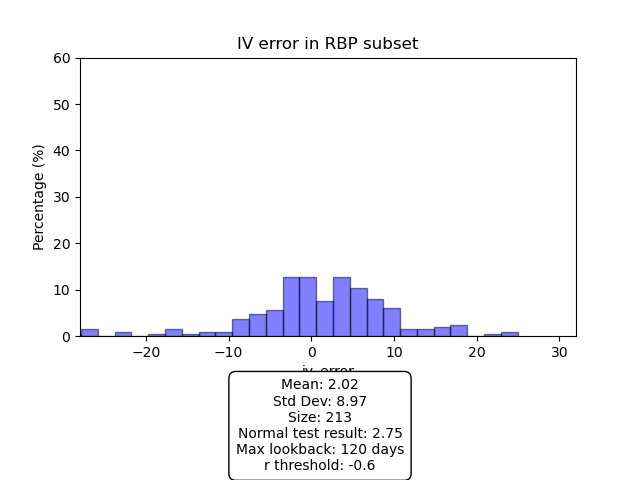 IV error in RBP subset
60
50
40
30
20
10
0
Percentage (%)
−20 −10 0 10 20 30
iv_error
Mean: 2.02
Std Dev: 8.97
Size: 213
Normal test result: 2.75
Max lookback: 120 days
r threshold: -0.6